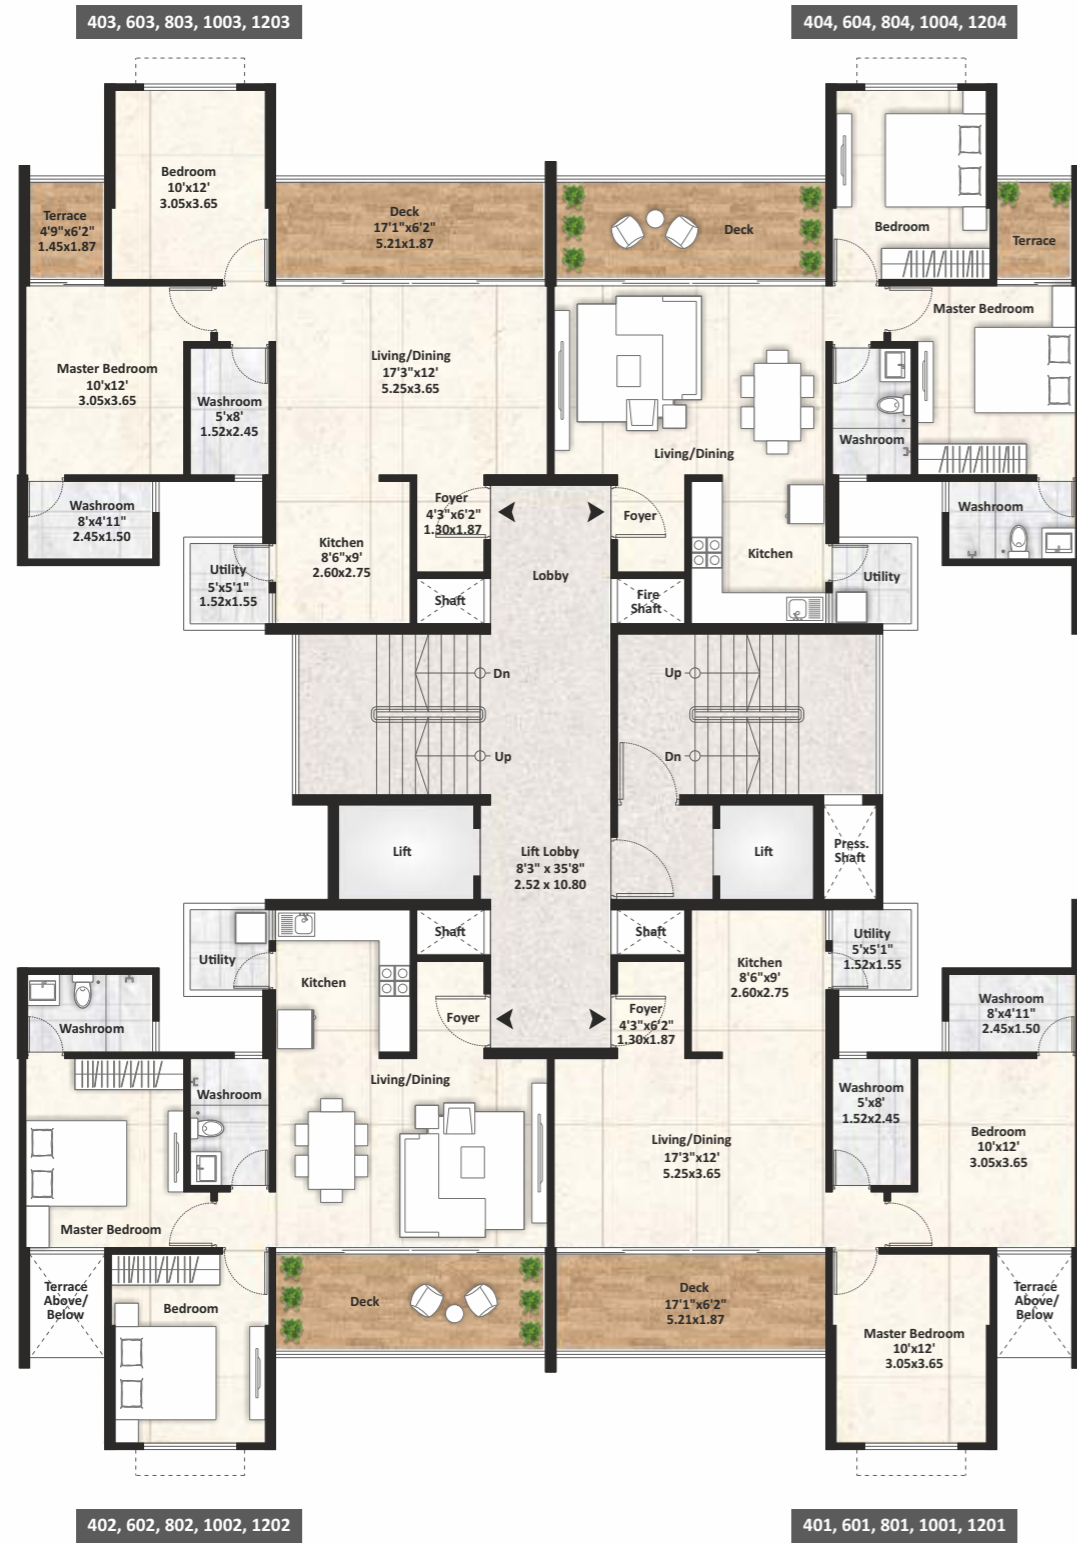 403, 603, 803, 1003, 1203
404, 604, 804, 1004, 1204
Bedroom
10'x12'
3.05x3.65
Terrace
4'9"x6'2"
1.45x1.87
Deck
17'1"x6'2"
5.21x1.87
Deck
Bedroom
Terrace
Master Bedroom
10'x12'
3.05x3.65
Washroom
5'x8'
1.52x2.45
Living/Dining
17'3"x12'
5.25x3.65
Living/Dining
Master Bedroom
Washroom
Washroom
8'x4'11"
2.45x1.50
Foyer
4'3"x6'2"
1.30x1.87
Foyer
Washroom
Kitchen
8'6"x9'
2.60x2.75
Utility
5'x5'1"
1.52x1.55
Lobby
Kitchen
Utility
Shaft
Fire
Shaft
Dn
Up
Up
Dn
Lift
Lift Lobby
8'3" x 35'8"
2.52 x 10.80
Lift
Press.
Shaft
Utility
Shaft
Shaft
Utility
5'x5'1"
1.52x1.55
Kitchen
Kitchen
8'6"x9'
2.60x2.75
Washroom
Foyer
Foyer
4'3"x6'2"
1.30x1.87
Washroom
8'x4'11"
2.45x1.50
Washroom
Living/Dining
Washroom
5'x8'
1.52x2.45
Living/Dining
17'3"x12'
5.25x3.65
Bedroom
10'x12'
3.05x3.65
Master Bedroom
Terrace
Above/
Below
Bedroom
Deck
Deck
17'1"x6'2"
5.21x1.87
Master Bedroom
10'x12'
3.05x3.65
Terrace
Above/
Below
402, 602, 802, 1002, 1202
401, 601, 801, 1001, 1201